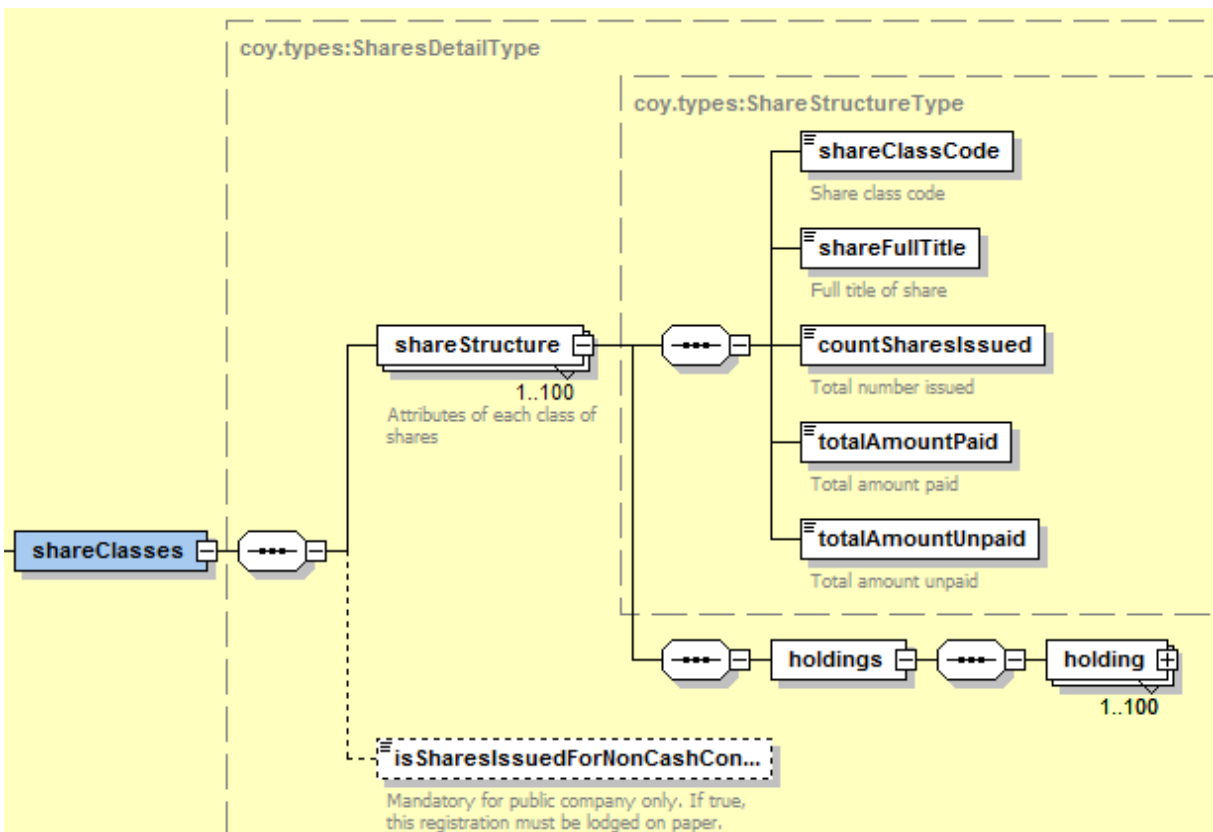 coy.types:SharesDetailType
coy.types:ShareStructureType
shareClassCode
Share class code
shareFullTitle
Full title of share
shareStructure
1..100
Attributes of each class of
shares
countSharesIssued
Total number issued
totalAmountPaid
Total amount paid
totalAmountUnpaid
Total amount unpaid
shareClasses
holdings
holding
1..100
isSharesIssuedForNonCashCon...
Mandatory for public company only. If true,
this registration must be lodged on paper.